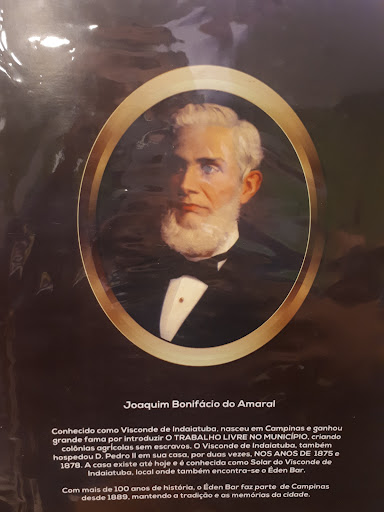 Joaquim Bonifácio do Amaral
Conhecido como Visconde de Indaiatuba, nasceu em Campinas e ganhou
grande fama por introduzir O TRABALHO LIVRE NO MUNICÍPIO, criando
colônias agrícolas sem escravos. O Visconde de Indaiatuba, também
hospedou D. Pedro II em sua casa, por duas vezes, NOS ANOS DE 1875 e
1878. A casa existe até hoje e é conhecida como Solar do Visconde de
Indaiatuba, local onde também encontra-se o Éden Bar.
Com mais de 100 anos de história, o Éden Bar faz parte de Campinas
desde 1889, mantendo a tradição e as memórias da cidade.